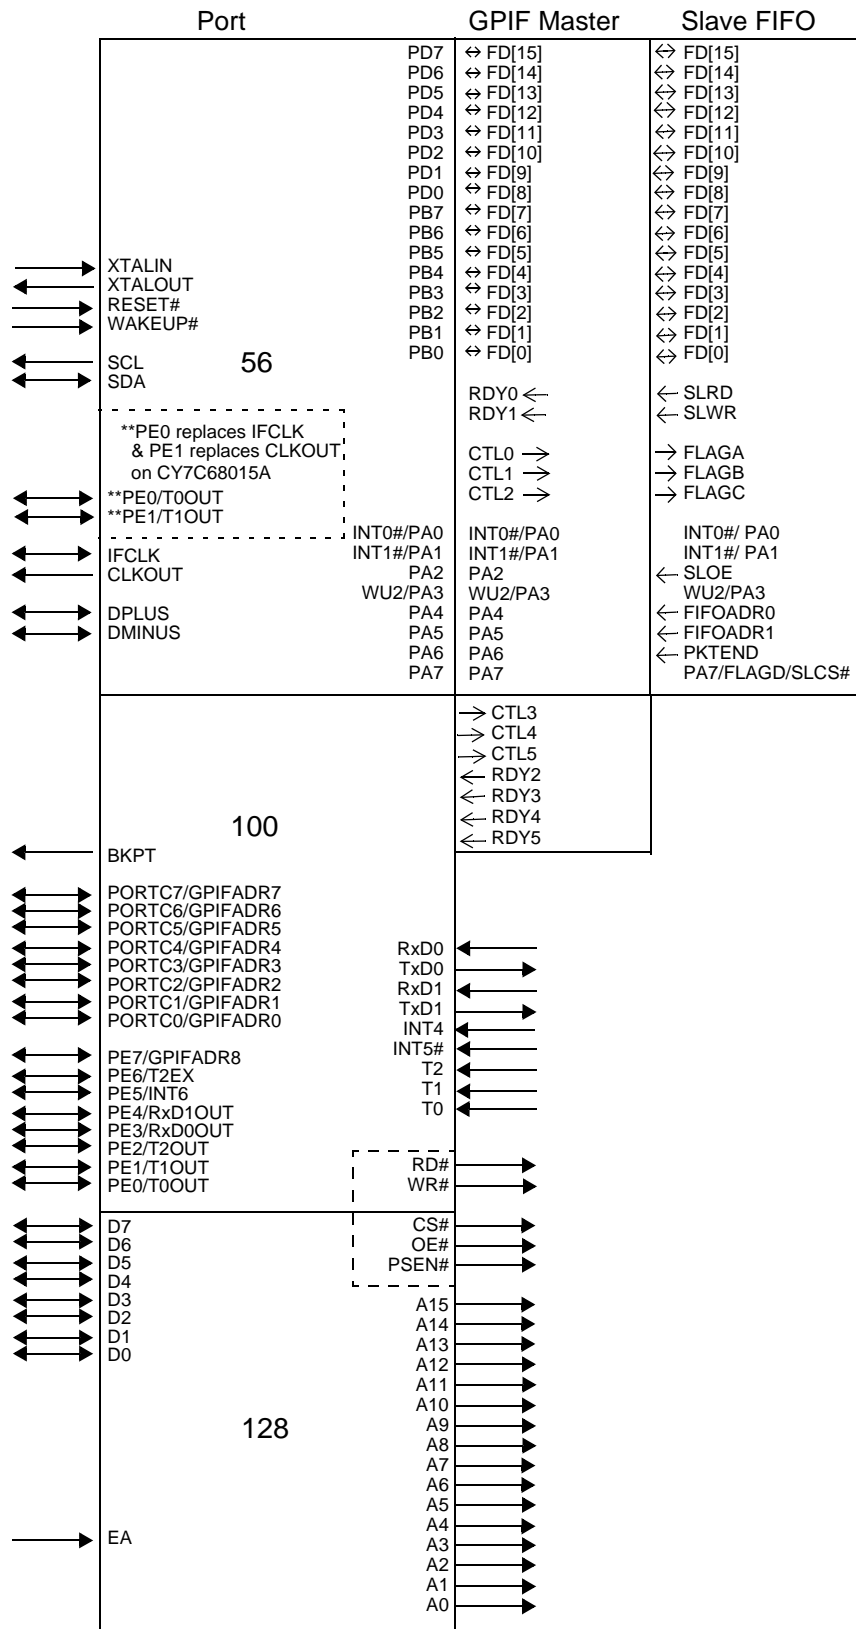 Port GPIF Master Slave FIFO
PD7 FD[15] FD[15]
PD6 FD[14] FD[14]
PD5 FD[13] FD[13]
PD4 FD[12] FD[12]
PD3 FD[11] FD[11]
PD2 FD[10] FD[10]
PD1 FD[9] FD[9]
PD0 FD[8] FD[8]
PB7 FD[7] FD[7]
PB6 FD[6] FD[6]
PB5 FD[5] FD[5]
XTALIN PB4 FD[4] FD[4]
XTALOUT PB3 FD[3] FD[3]
RESET# PB2 FD[2] FD[2]
WAKEUP# PB1 FD[1] FD[1]
PB0 FD[0] FD[0]
SCL 56
SDA
RDY0 SLRD
RDY1 SLWR
**PE0 replaces IFCLK
& PE1 replaces CLKOUT CTL0 FLAGA
on CY7C68015A CTL1 FLAGB
**PE0/T0OUT CTL2 FLAGC
**PE1/T1OUT
INT0#/PA0 INT0#/PA0 INT0#/ PA0
IFCLK INT1#/PA1 INT1#/PA1 INT1#/ PA1
CLKOUT PA2 PA2 SLOE
WU2/PA3 WU2/PA3 WU2/PA3
DPLUS PA4 PA4 FIFOADR0
DMINUS PA5 PA5 FIFOADR1
PA6 PA6 PKTEND
PA7 PA7 PA7/FLAGD/SLCS#
CTL3
CTL4
CTL5
RDY2
RDY3
100 RDY4
RDY5
BKPT
PORTC7/GPIFADR7
PORTC6/GPIFADR6
PORTC5/GPIFADR5
PORTC4/GPIFADR4 RxD0
PORTC3/GPIFADR3 TxD0
PORTC2/GPIFADR2 RxD1
PORTC1/GPIFADR1 TxD1
PORTC0/GPIFADR0 INT4
INT5#
PE7/GPIFADR8 T2
PE6/T2EX
PE5/INT6 T1
PE4/RxD1OUT T0
PE3/RxD0OUT
PE2/T2OUT
PE1/T1OUT RD#
PE0/T0OUT WR#
D7 CS#
D6 OE#
D5 PSEN#
D4
D3 A15
D2 A14
D1 A13
D0 A12
A11
A10
128 A9
A8
A7
A6
A5
A4
EA A3
A2
A1
A0